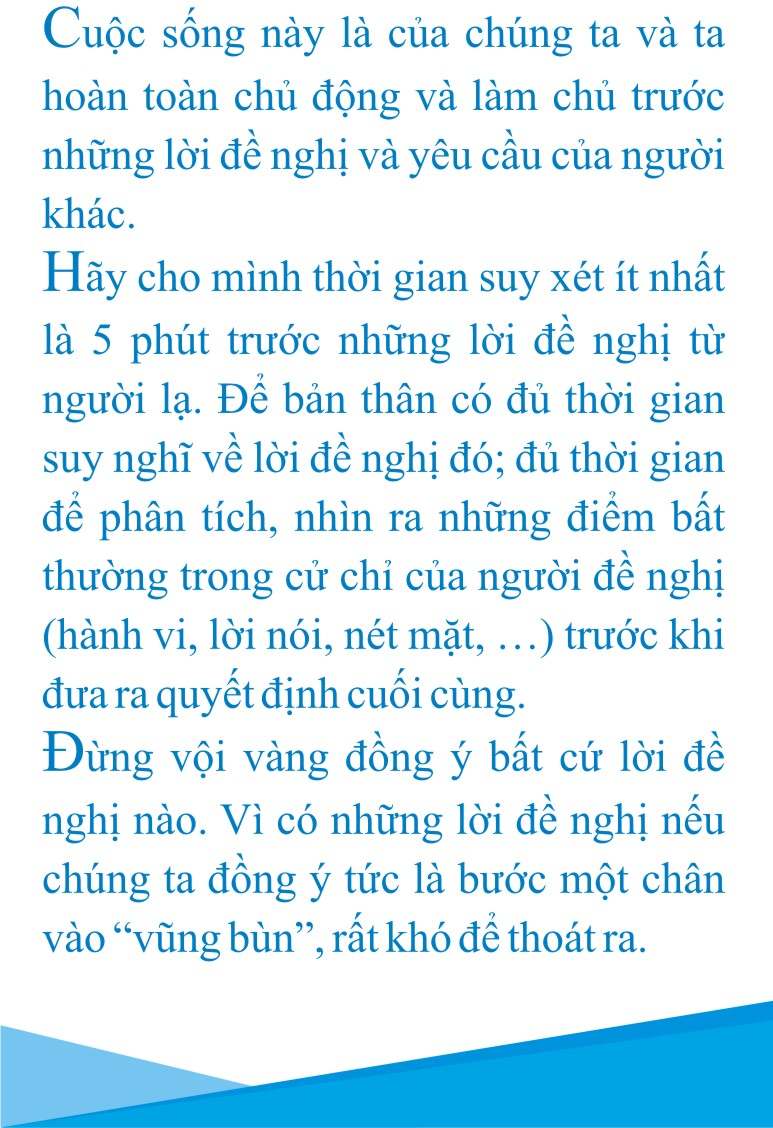 Cuộc sống này là của chúng ta và ta
hoàn toàn chủ động và làm chủ trước
những lời đề nghị và yêu cầu của người
khác.
Hãy cho mình thời gian suy xét ít nhất
là 5 phút trước những lời đề nghị từ
người lạ. Để bản thân có đủ thời gian
suy nghĩ về lời đề nghị đó; đủ thời gian
để phân tích, nhìn ra những điểm bất
thường trong cử chỉ của người đề nghị
(hành vi, lời nói, nét mặt, …) trước khi
đưa ra quyết định cuối cùng.
Đừng vội vàng đồng ý bất cứ lời đề
nghị nào. Vì có những lời đề nghị nếu
chúng ta đồng ý tức là bước một chân
vào “vũng bùn”, rất khó để thoát ra.